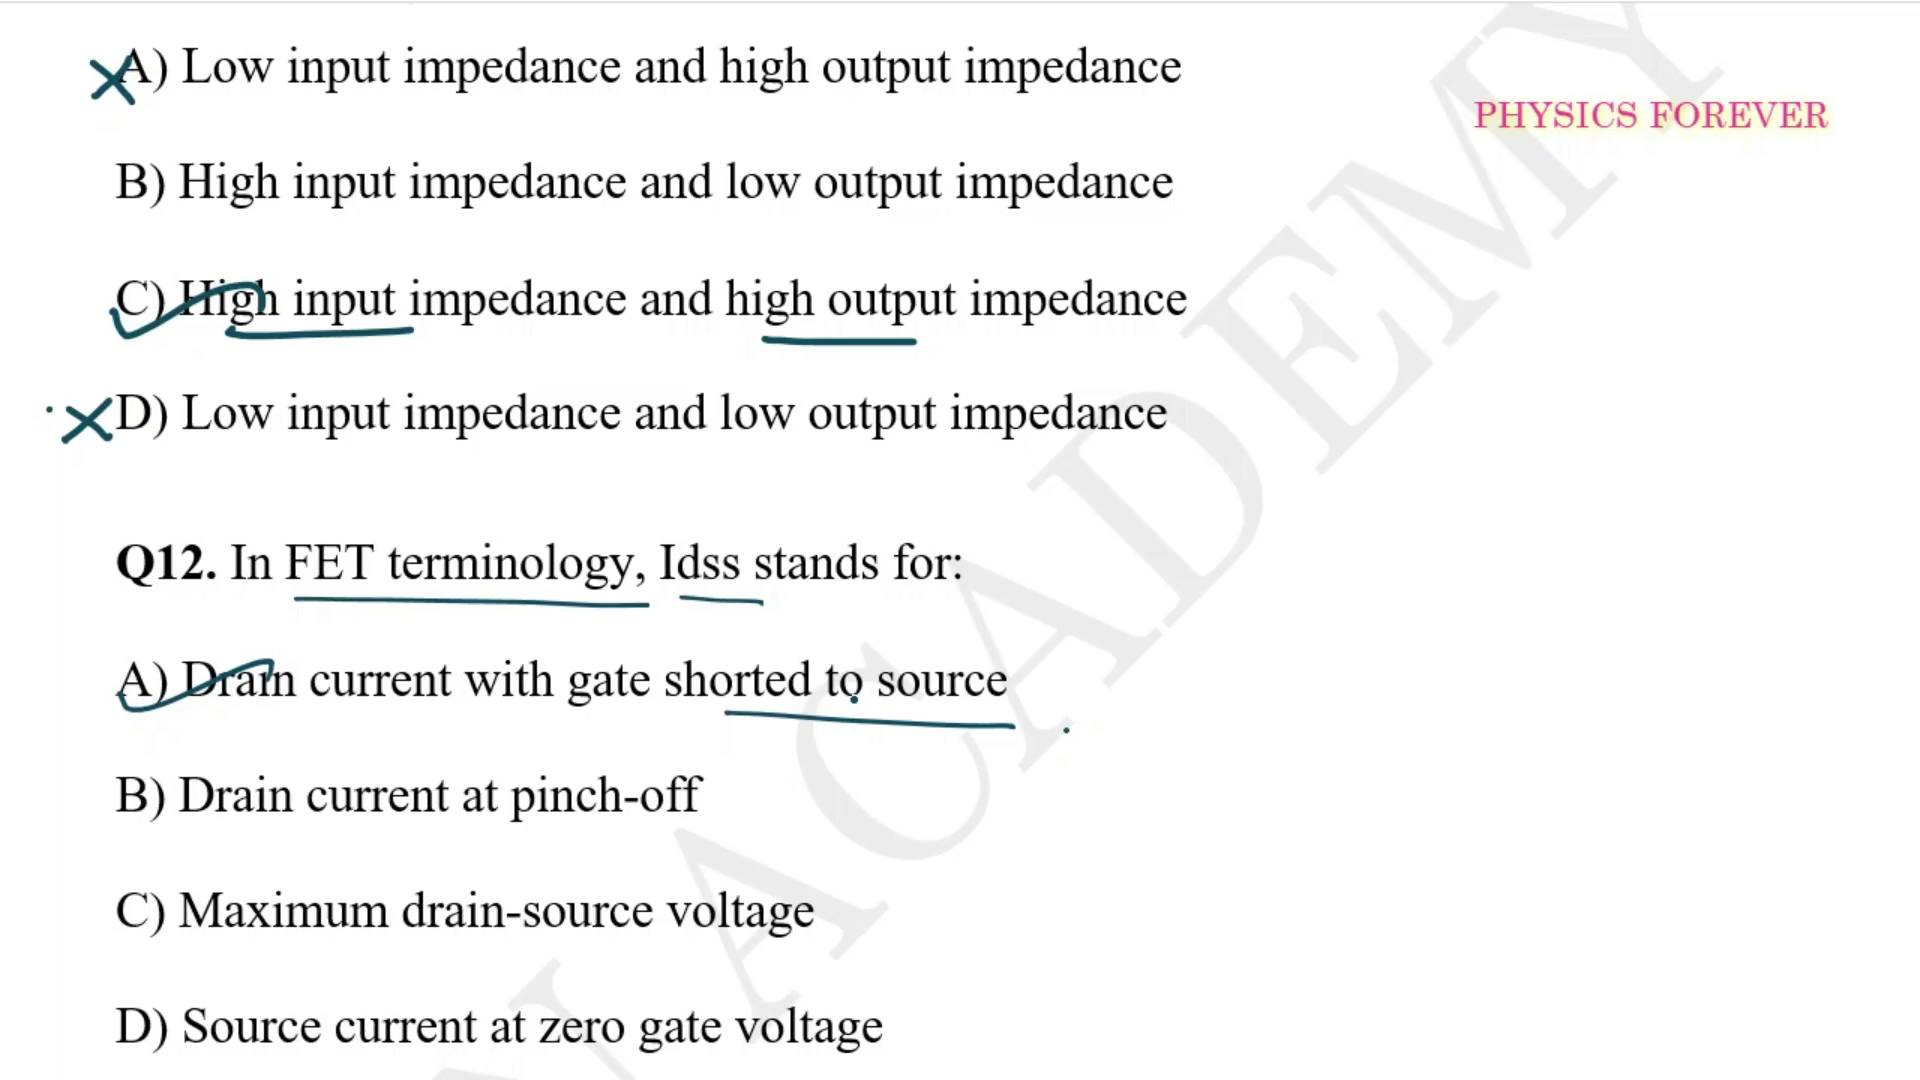 A) Low input impedance and high output impedance
PHYSICS FOREVER
B) High input impedance and low output impedance
C) High input impedance and high output impedance
D) Low input impedance and low output impedance
Q12. In FET terminology, Idss stands for:
A) Drain current with gate shorted to source
B) Drain current at pinch-off
C) Maximum drain-source voltage
D) Source current at zero gate voltage
N ACADEMY